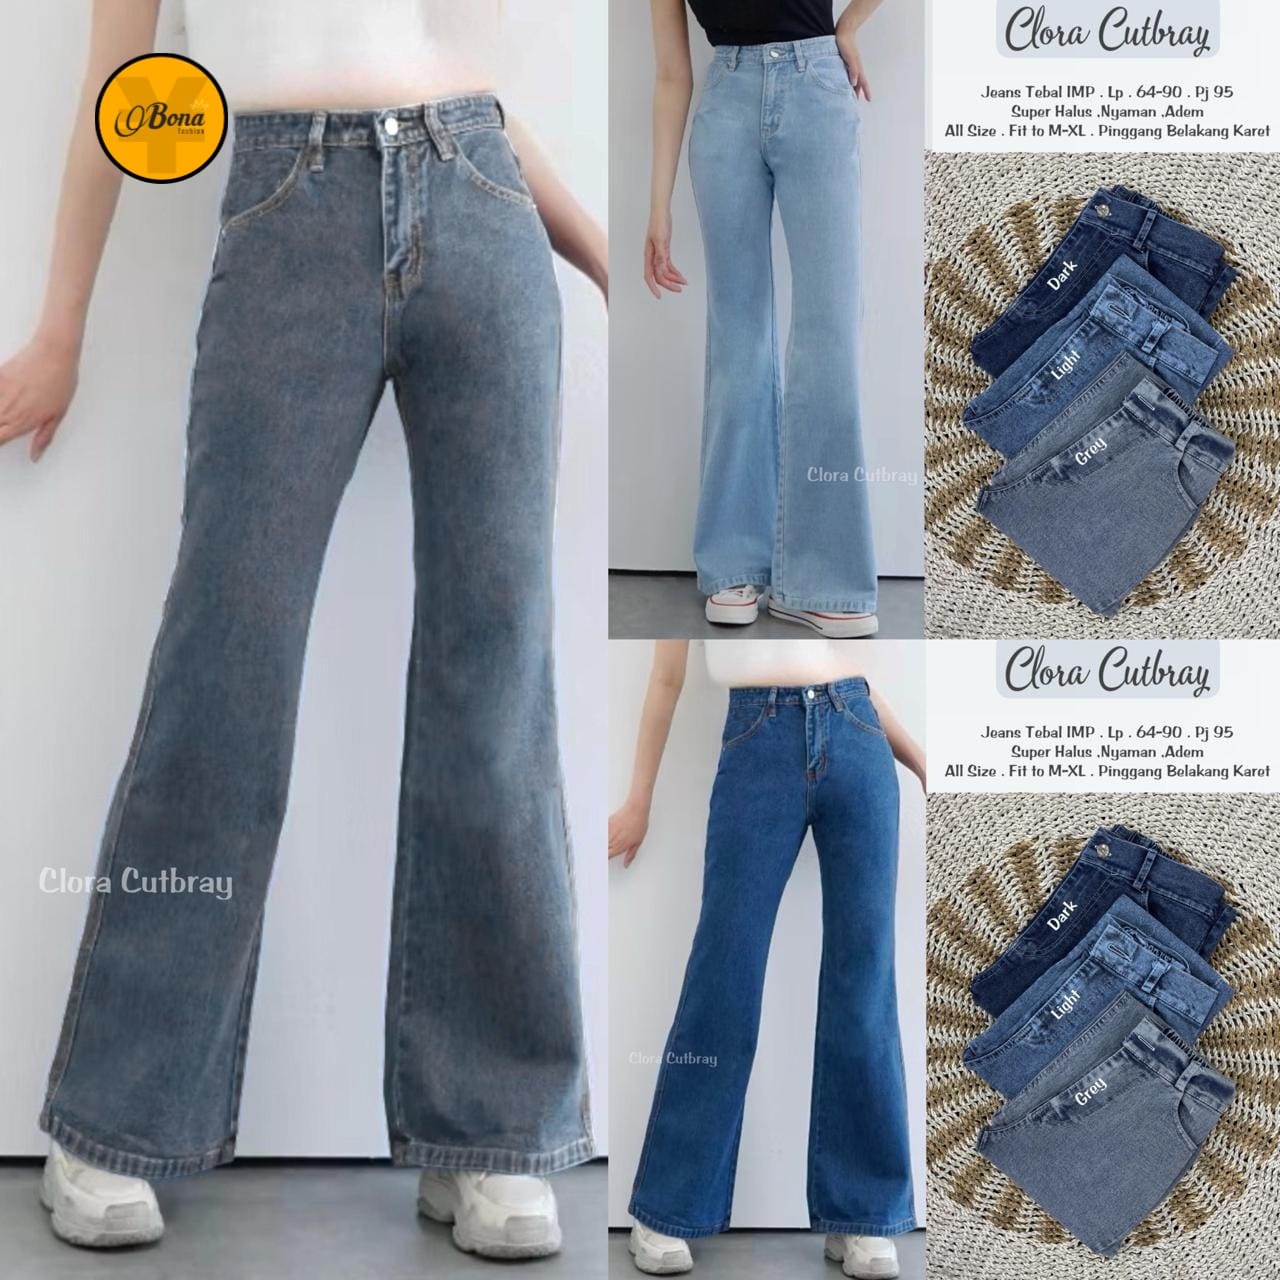 Bona
fashion
Clora Cutbray
Clora Cutbray
Clora Cutbray
Jeans Tebal IMP . Lp . 64-90 . Pj 95
Super Halus .Nyaman .Adem
All Size . Fit to M-XL . Pinggang Belakang Karet
Dark
Light
Grey
Clora Cutbray
Clora Cutbray
Jeans Tebal IMP . Lp . 64-90 . Pj 95
Super Halus .Nyaman .Adem
All Size . Fit to M-XL . Pinggang Belakang Karet
Dark
Light
Grey